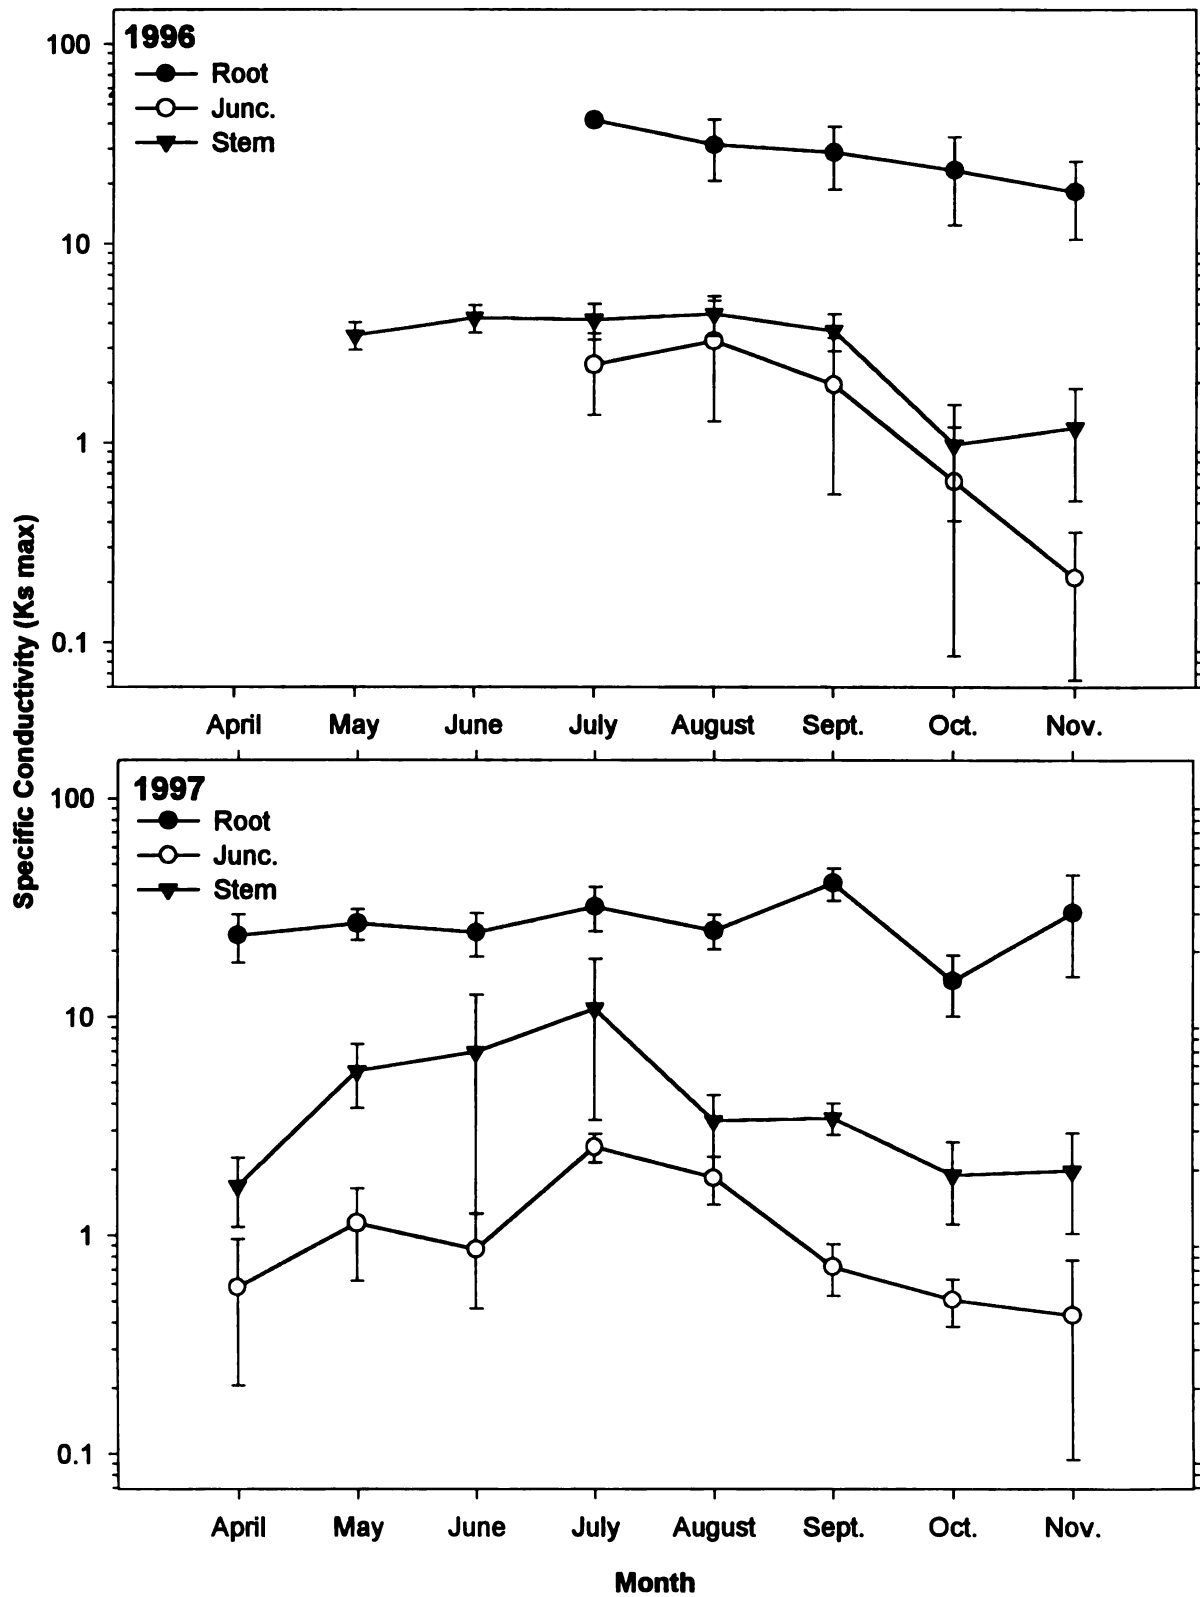 1996
Root
Junc.
Stem
100
10
1
0.1
April May June July August Sept. Oct. Nov.
Specific Conductivity (Ks max)
1997
Root
Junc.
Stem
100
10
1
0.1
April May June July August Sept. Oct. Nov.
Month